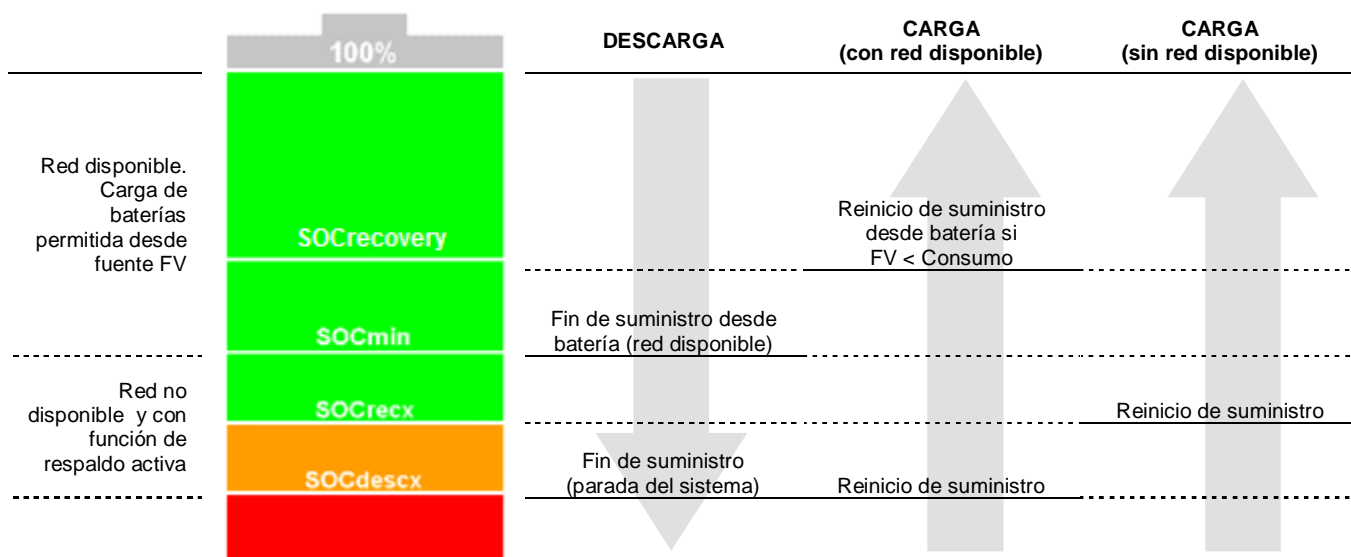 100%
DESCARGA
CARGA
(con red disponible)
CARGA
(sin red disponible)
Red disponible.
Carga de
baterías
permitida desde
fuente FV
SOCrecovery
Reinicio de suministro
desde batería si
FV < Consumo
SOCmin
Fin de suministro desde
batería (red disponible)
Red no
disponible y con
función de
respaldo activa
SOCrecx
Reinicio de suministro
SOCdescx
Fin de suministro
(parada del sistema)
Reinicio de suministro